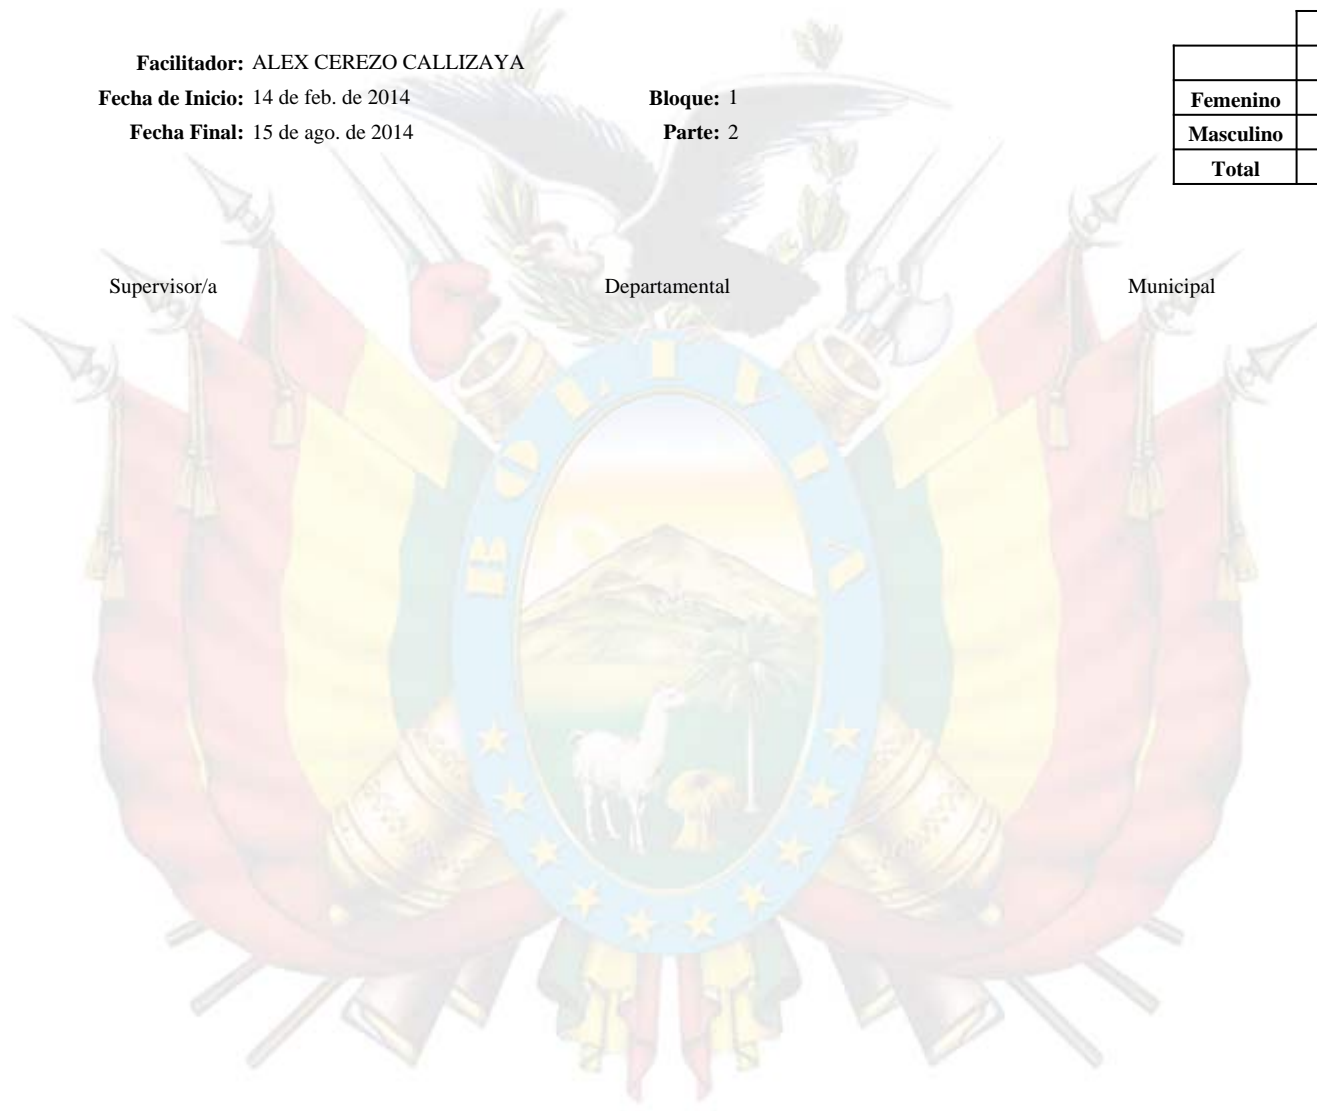 Facilitador: ALEX CEREZO CALLIZAYA
Fecha de Inicio: 14 de feb. de 2014 Bloque: 1
Fecha Final: 15 de ago. de 2014 Parte: 2
Femenino
Masculino
Total
Supervisor/a Departamental Municipal
BOLIVIA